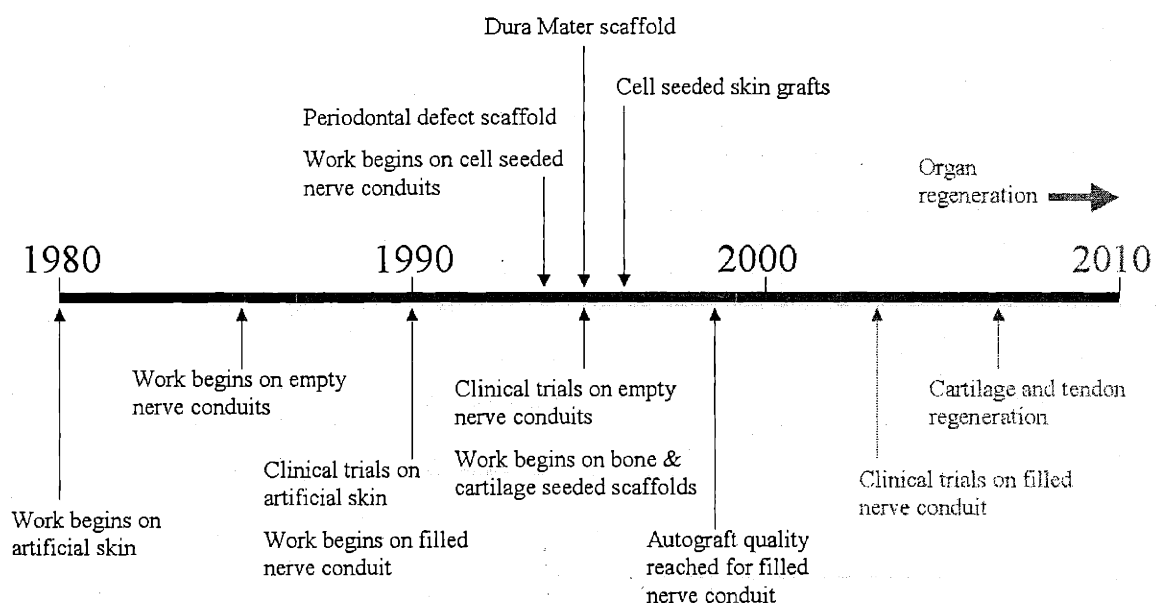 Dura Mater scaffold
Cell seeded skin grafts
Periodontal defect scaffold
Work begins on cell seeded
nerve conduits
Organ
regeneration
1980
1990
2000
2010
Work begins on empty
nerve conduits
Clinical trials on empty
nerve conduits
Cartilage and tendon
regeneration
Clinical trials on
artificial skin
Work begins on bone &
cartilage seeded scaffolds
Clinical trials on filled
nerve conduit
Work begins on
artificial skin
Work begins on filled
nerve conduit
Autograft quality
reached for filled
nerve conduit